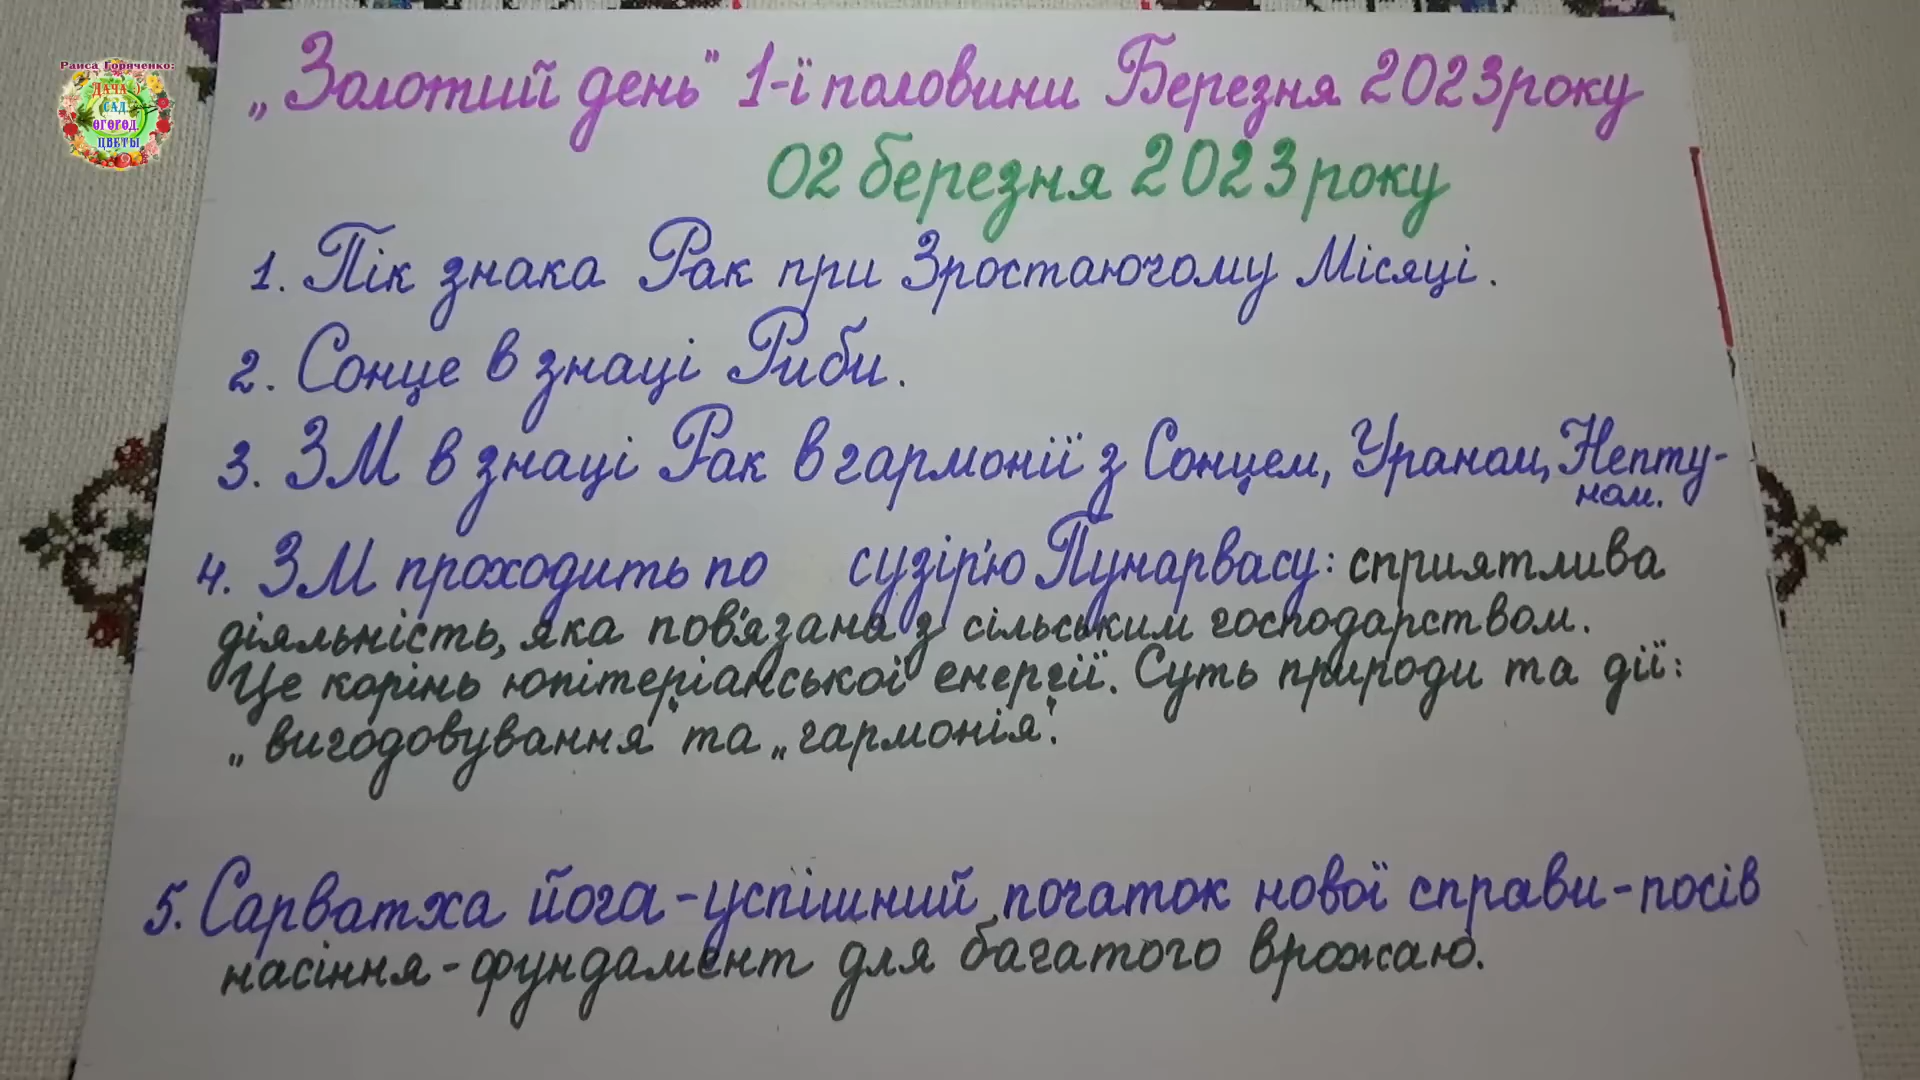 Раиса Горяченко:
ДАЧА
САД
ОГОРОД
ЦВЕТЫ
„Золотий день" 1-ї половини Березня 2023 року
02 березня 2023 року
1. Пік знака Рак при Зростаючому Місяці.
2. Сонце в знаці Риби.
3. ЗМ в знаці Рак в гармонії з Сонцем, Ураном, Непту-
ном.
4. ЗМ проходить по сузір'ю Пунарвасу: сприятлива
діяльність, яка пов'язана з сільським господарством.
Це корінь юпітеріанської енергії. Суть природи та дії:
„вигодовування" та „гармонія".
5. Сарватха йога - успішний початок нової справи - посів
насіння - фундамент для багатого врожаю.